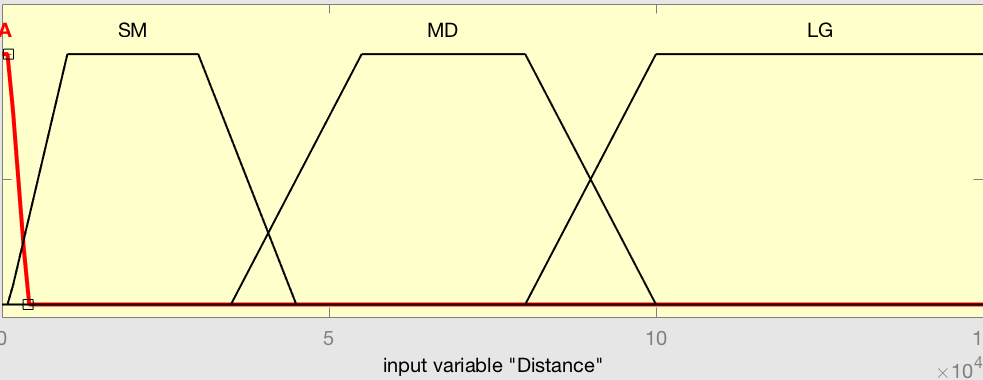 A SM MD LG
0 5 10 1
input variable "Distance"
×10⁴